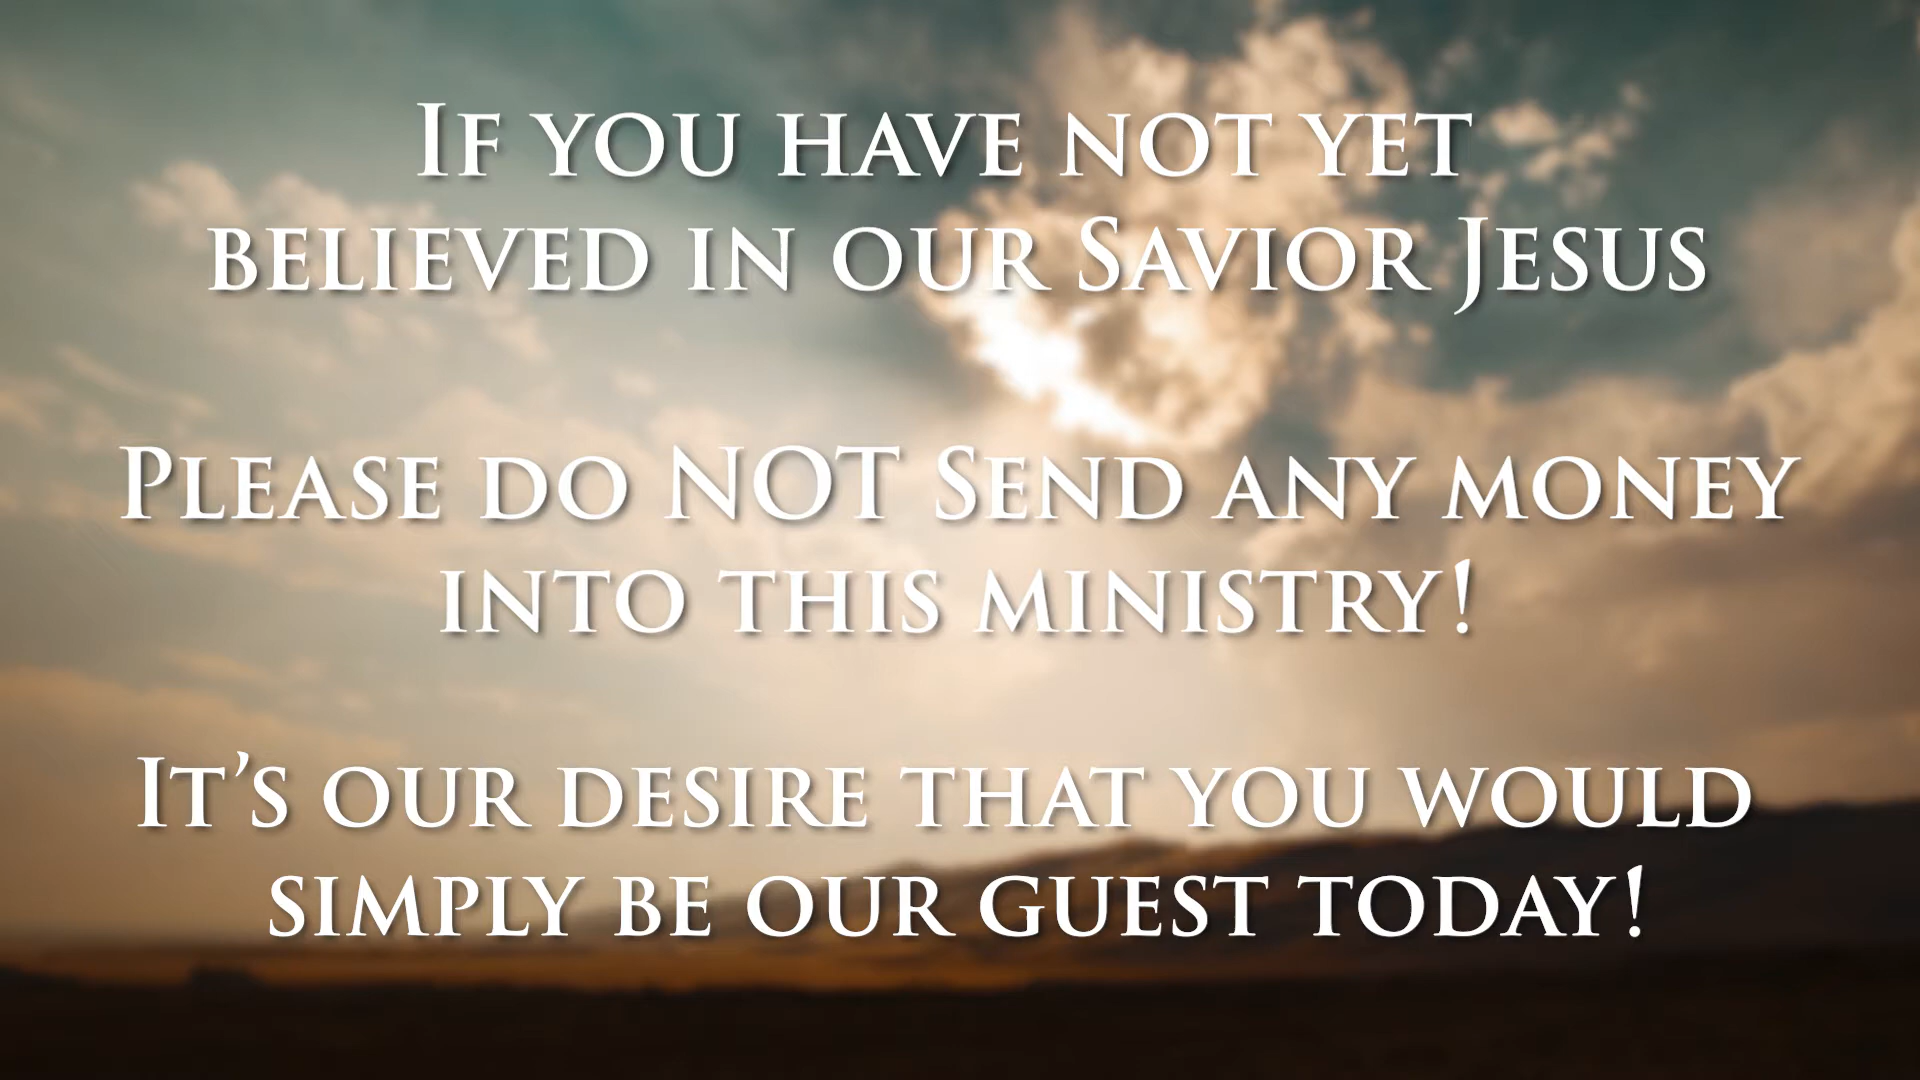 If you have not yet
believed in our Savior Jesus
Please do NOT Send any money
into this ministry!
It's our desire that you would
simply be our guest today!